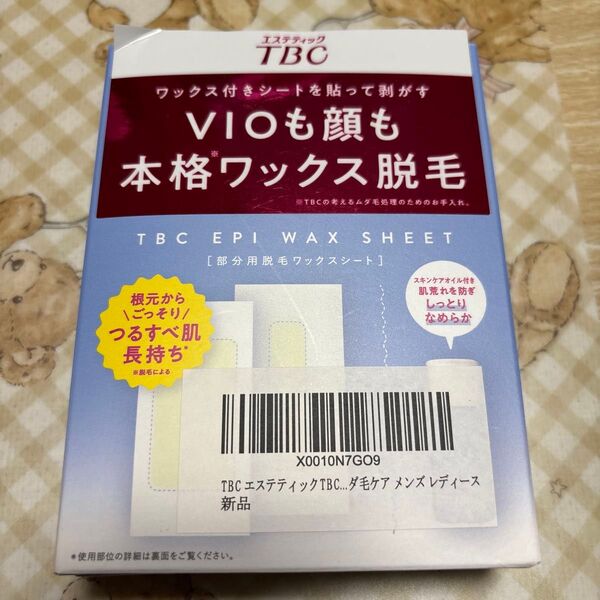 エステティック
TBC
ワックス付きシートを貼って剥がす
VIOも顔も
本格※ワックス脱毛
※TBCの考えるムダ毛処理のためのお手入れ。
TBC EPI WAX SHEET
[部分用脱毛ワックスシート]
根元から
ごっそり
つるすべ肌
長持ち※
※脱毛による
スキンケアオイル付き
肌荒れを防ぎ
しっとり
なめらか
X0010N7GO9
TBC エステティックTBC...ダ毛ケア メンズ レディース
新品
*使用部位の詳細は裏面をご覧ください。